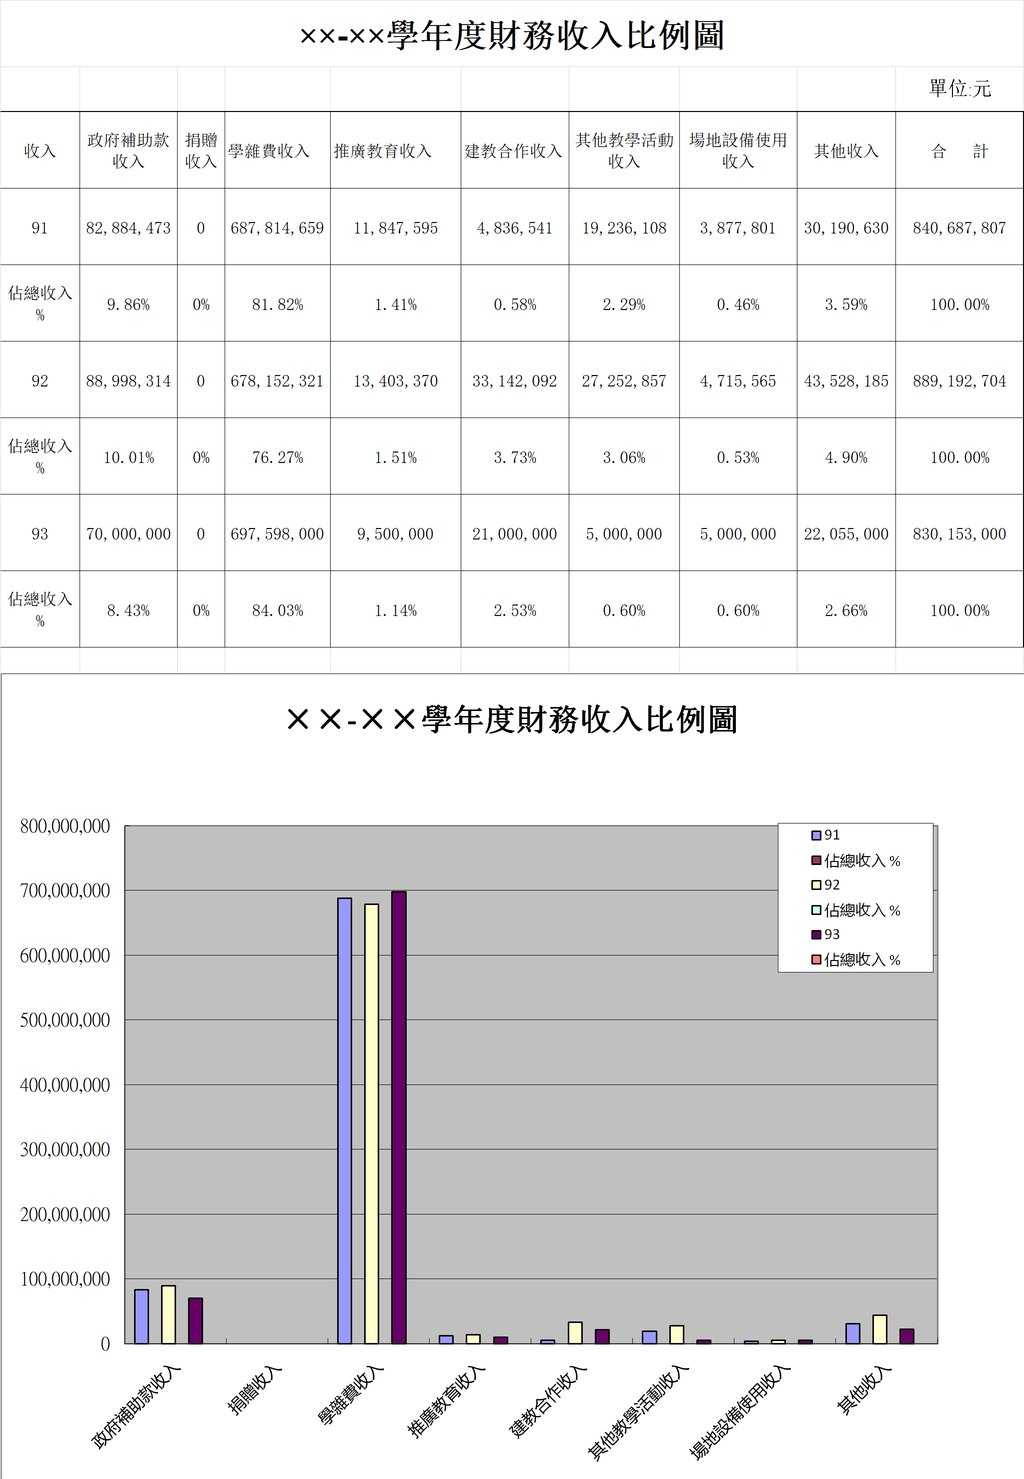 ××-××學年度財務收入比例圖
單位:元
收入 政府補助款收入 捐贈收入 學雜費收入 推廣教育收入 建教合作收入 其他教學活動收入 場地設備使用收入 其他收入 合 計
91 82,884,473 0 687,814,659 11,847,595 4,836,541 19,236,108 3,877,801 30,190,630 840,687,807
佔總收入% 9.86% 0% 81.82% 1.41% 0.58% 2.29% 0.46% 3.59% 100.00%
92 88,998,314 0 678,152,321 13,403,370 33,142,092 27,252,857 4,715,565 43,528,185 889,192,704
佔總收入% 10.01% 0% 76.27% 1.51% 3.73% 3.06% 0.53% 4.90% 100.00%
93 70,000,000 0 697,598,000 9,500,000 21,000,000 5,000,000 5,000,000 22,055,000 830,153,000
佔總收入% 8.43% 0% 84.03% 1.14% 2.53% 0.60% 0.60% 2.66% 100.00%
××-××學年度財務收入比例圖
800,000,000
700,000,000
600,000,000
500,000,000
400,000,000
300,000,000
200,000,000
100,000,000
0
91
佔總收入 %
92
佔總收入 %
93
佔總收入 %
政府補助款收入
捐贈收入
學雜費收入
推廣教育收入
建教合作收入
其他教學活動收入
場地設備使用收入
其他收入